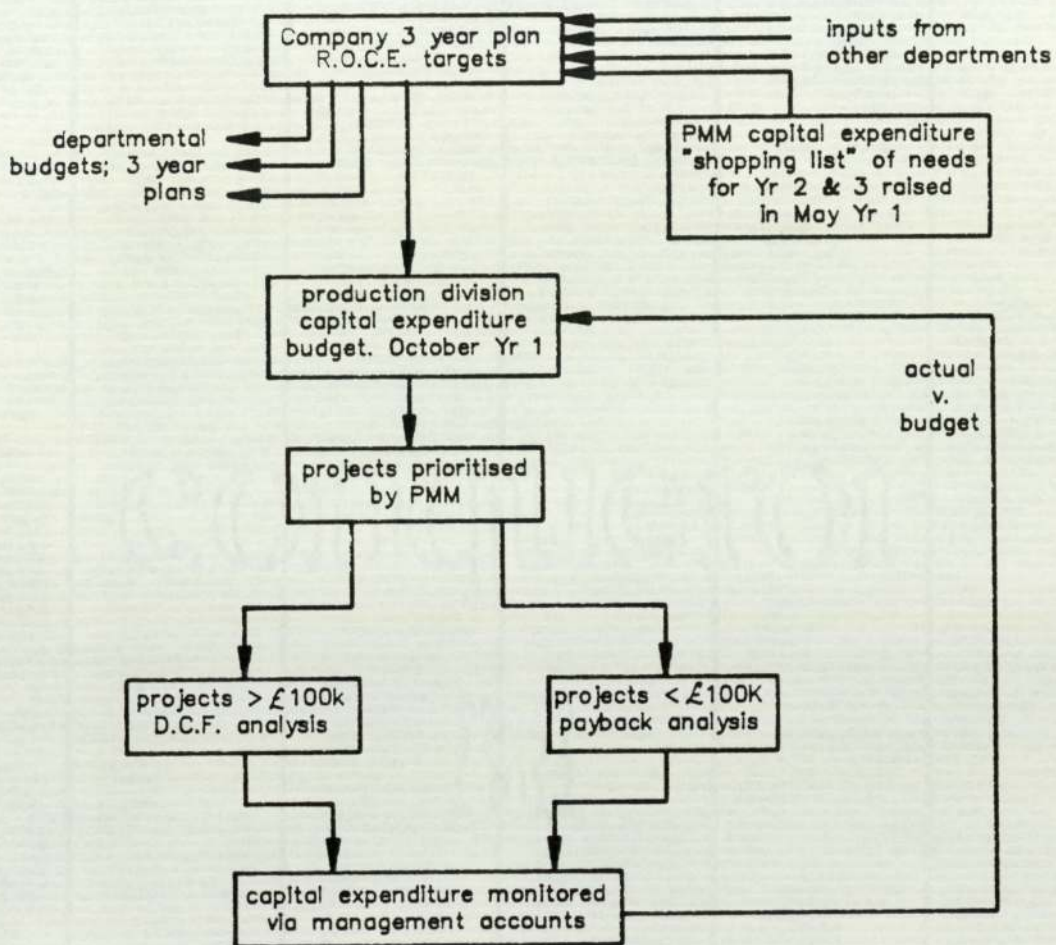 Company 3 year plan
R.O.C.E. targets
inputs from
other departments
departmental
budgets; 3 year
plans
PMM capital expenditure
"shopping list" of needs
for Yr 2 & 3 raised
in May Yr 1
production division
capital expenditure
budget. October Yr 1
actual
v.
budget
projects prioritised
by PMM
projects > £100k
D.C.F. analysis
projects < £100K
payback analysis
capital expenditure monitored
via management accounts